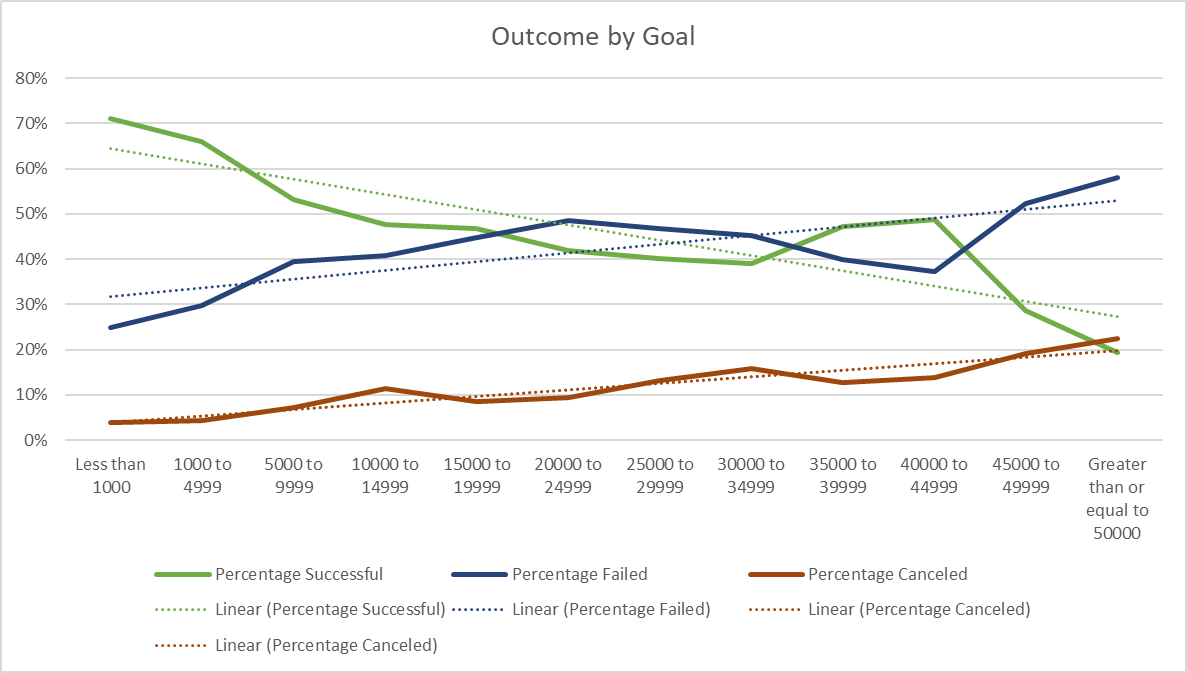 Outcome by Goal
80%
70%
60%
50%
40%
30%
20%
10%
0%
Less than 1000 to 5000 to 10000 to 15000 to 20000 to 25000 to 30000 to 35000 to 40000 to 45000 to Greater
1000 4999 9999 14999 19999 24999 29999 34999 39999 44999 49999 than or
equal to
50000
Percentage Successful Percentage Failed Percentage Canceled
Linear (Percentage Successful) Linear (Percentage Failed) Linear (Percentage Canceled)
Linear (Percentage Canceled)